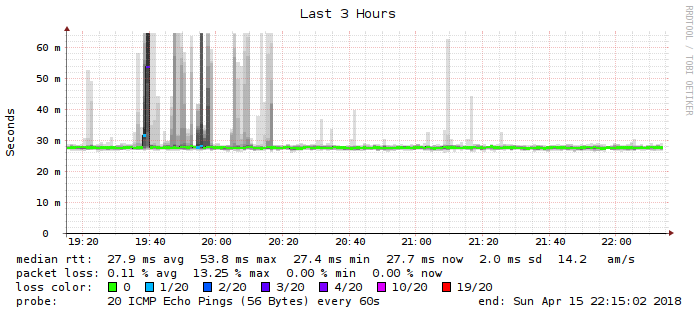 Last 3 Hours
RRDTOOL / TOBI OETIKER
Seconds
60 m
50 m
40 m
30 m
20 m
10 m
0
19:20 19:40 20:00 20:20 20:40 21:00 21:20 21:40 22:00
median rtt: 27.9 ms avg 53.8 ms max 27.4 ms min 27.7 ms now 2.0 ms sd 14.2 am/s
packet loss: 0.11 % avg 13.25 % max 0.00 % min 0.00 % now
loss color: 0 1/20 2/20 3/20 4/20 10/20 19/20
probe: 20 ICMP Echo Pings (56 Bytes) every 60s end: Sun Apr 15 22:15:02 2018